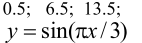 0.5; 6.5; 13.5;
y = sin(πx/3)